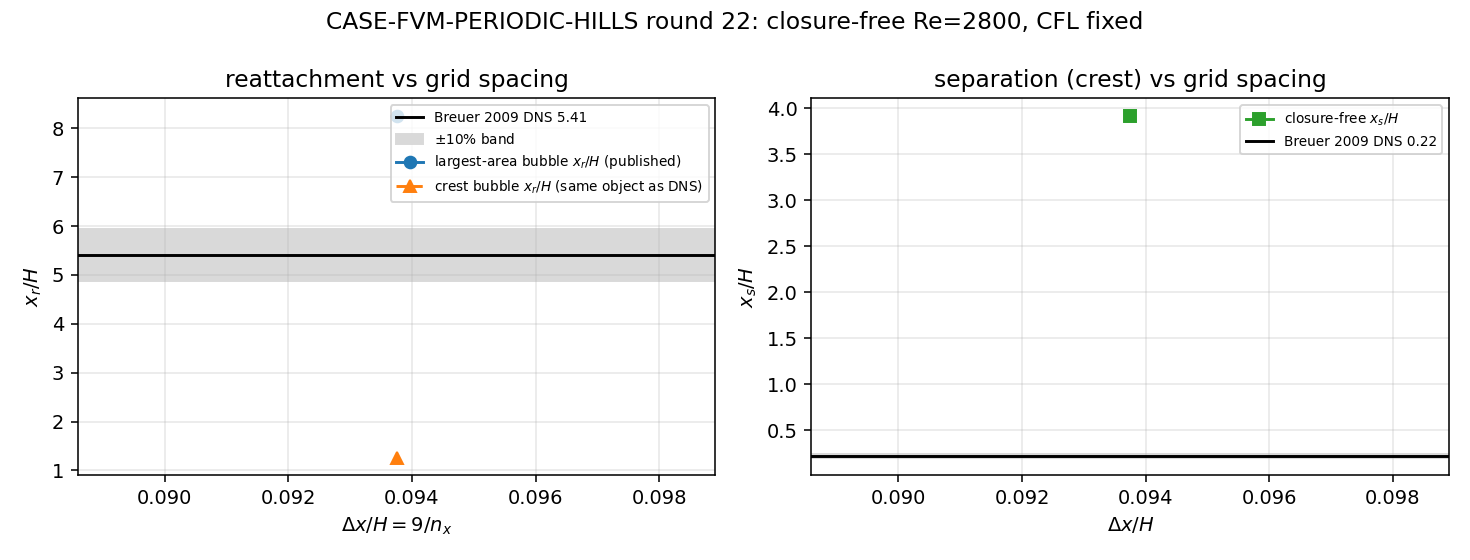 CASE-FVM-PERIODIC-HILLS round 22: closure-free Re=2800, CFL fixed
reattachment vs grid spacing
8
7
6
5
4
3
2
1
x_r/H
0.090
0.092
0.094
0.096
0.098
Δx/H = 9/n_x
Breuer 2009 DNS 5.41
±10% band
largest-area bubble x_r/H (published)
crest bubble x_r/H (same object as DNS)
separation (crest) vs grid spacing
4.0
3.5
3.0
2.5
2.0
1.5
1.0
0.5
x_s/H
0.090
0.092
0.094
0.096
0.098
Δx/H
closure-free x_s/H
Breuer 2009 DNS 0.22